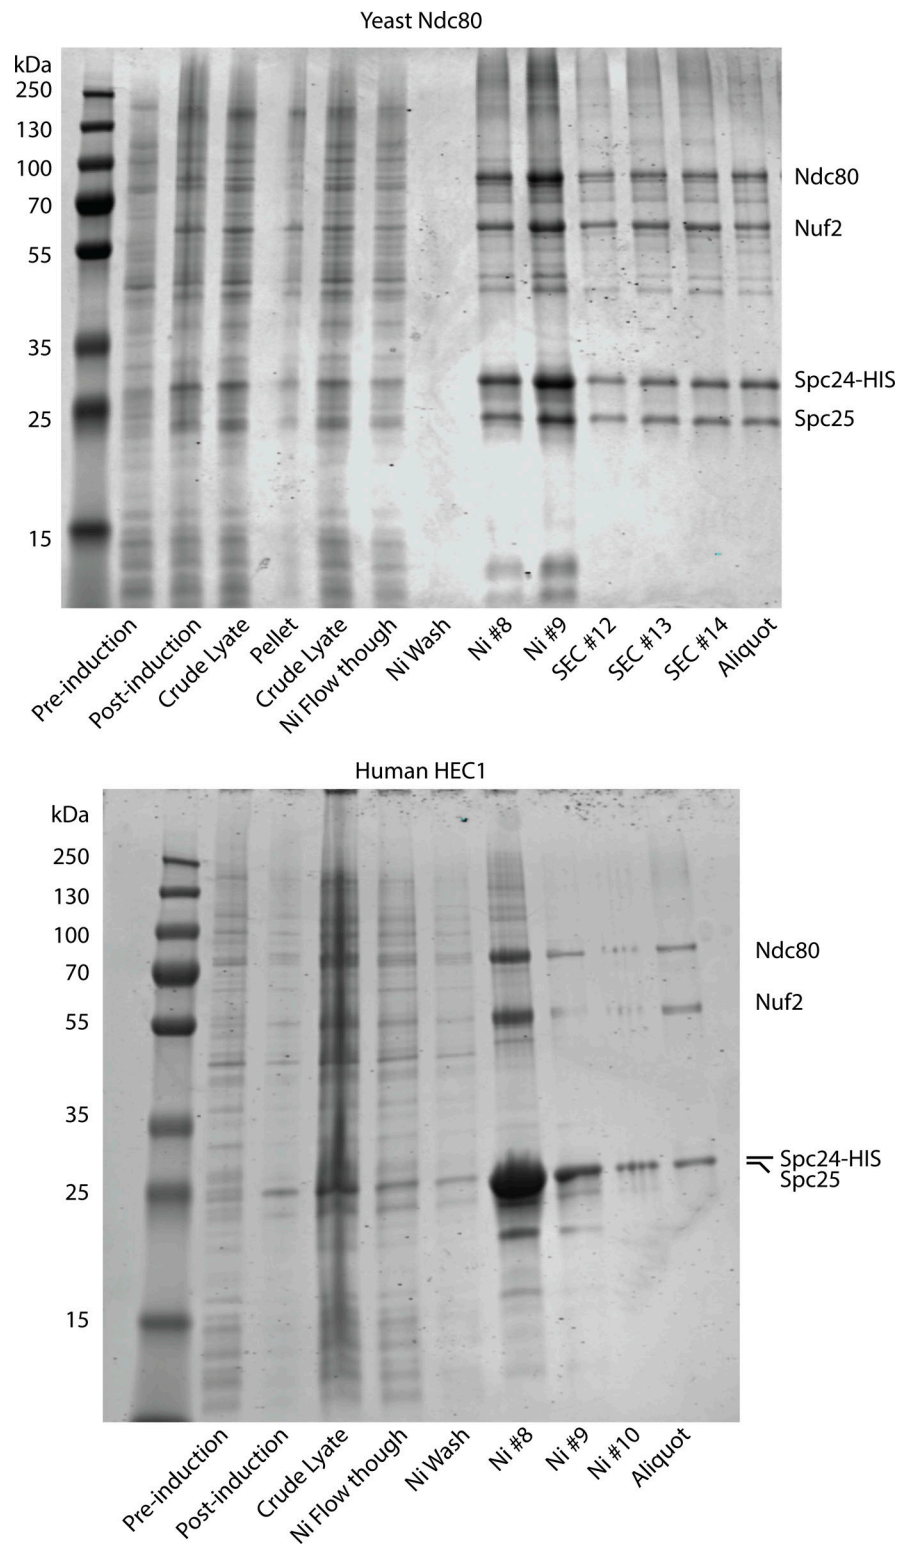 Yeast Ndc80
kDa
250
130
100
70
55
35
25
15
Ndc80
Nuf2
Spc24-HIS
Spc25
Pre-induction
Post-induction
Crude Lyate
Pellet
Crude Lyate
Ni Flow though
Ni Wash
Ni #8
Ni #9
SEC #12
SEC #13
SEC #14
Aliquot
Human HEC1
kDa
250
130
100
70
55
35
25
15
Ndc80
Nuf2
Spc24-HIS
Spc25
Pre-induction
Post-induction
Crude Lyate
Ni Flow though
Ni Wash
Ni #8
Ni #9
Ni #10
Aliquot